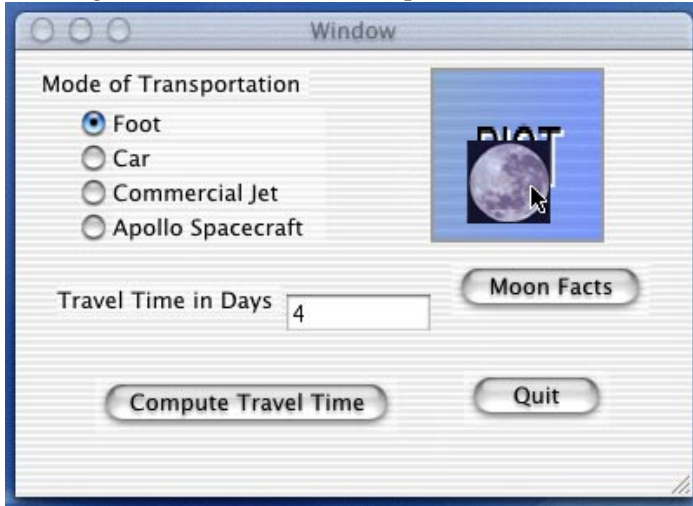 Window
Mode of Transportation
Foot
Car
Commercial Jet
Apollo Spacecraft
Travel Time in Days
4
Moon Facts
Compute Travel Time
Quit